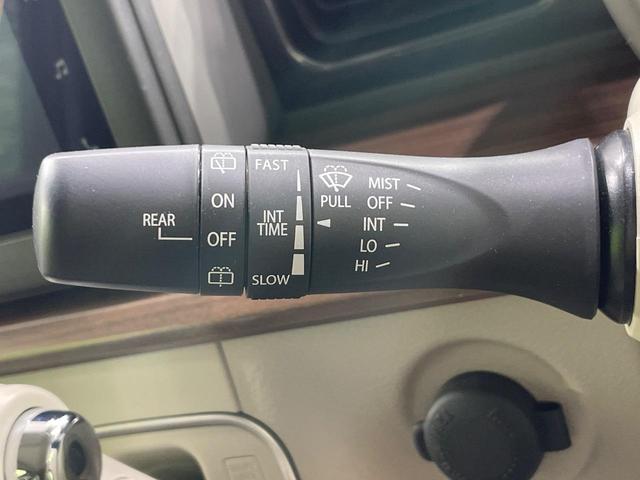 REAR
ON
OFF
FAST
INT
TIME
SLOW
PULL
MIST
OFF
INT
LO
HI